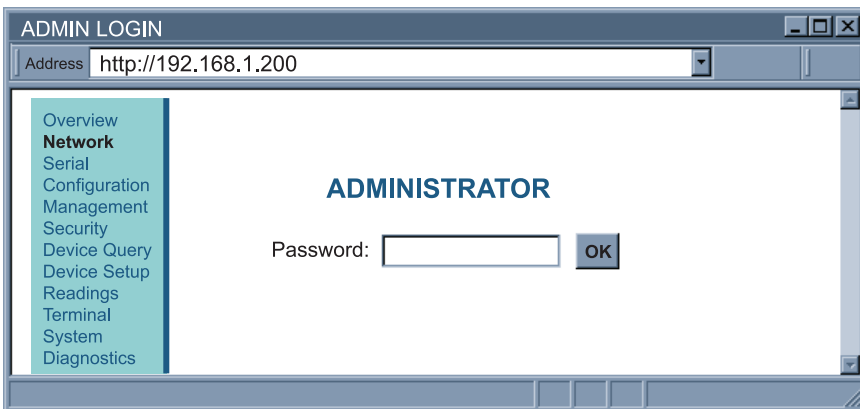 ADMIN LOGIN
Address http://192.168.1.200
Overview
Network
Serial
Configuration
Management
Security
Device Query
Device Setup
Readings
Terminal
System
Diagnostics
ADMINISTRATOR
Password: OK